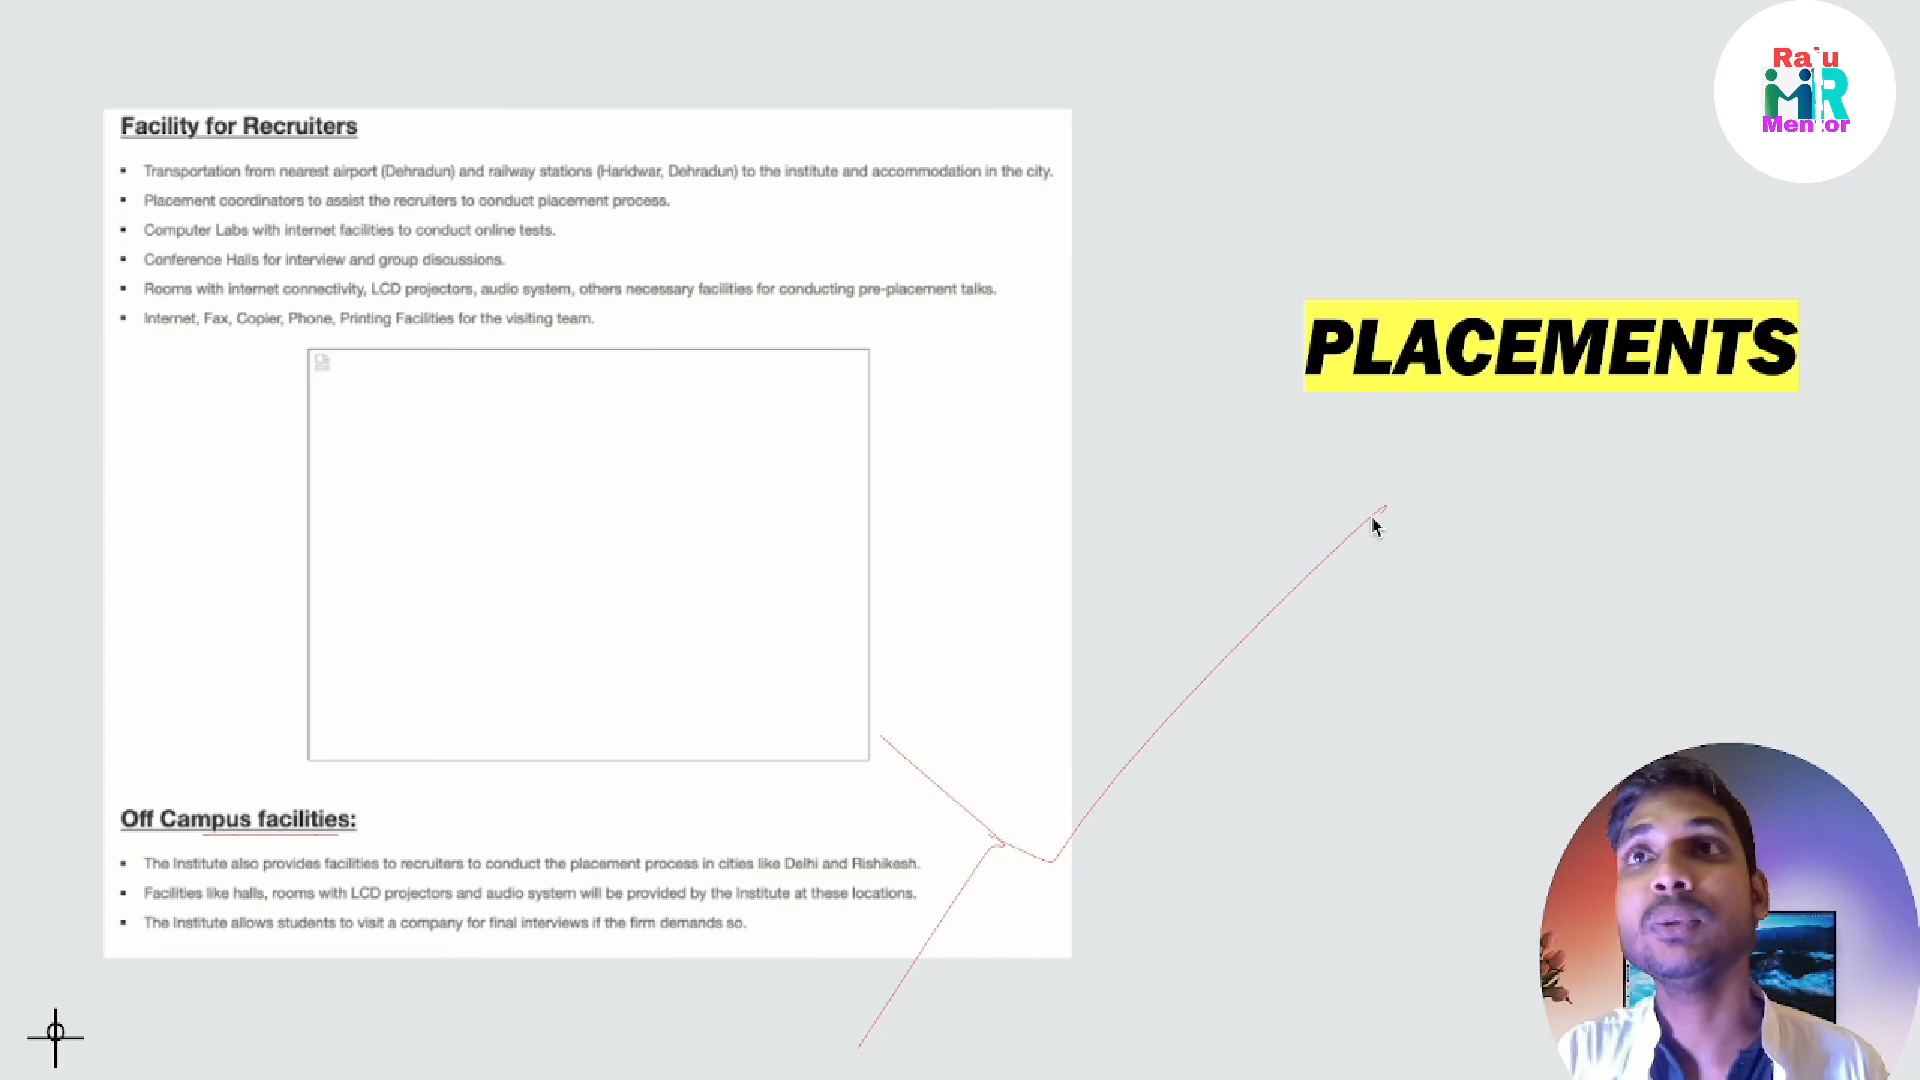 Raju
MR
Mentor
Facility for Recruiters
Transportation from nearest airport (Dehradun) and railway stations (Haridwar, Dehradun) to the institute and accommodation in the city.
Placement coordinators to assist the recruiters to conduct placement process.
Computer Labs with internet facilities to conduct online tests.
Conference Halls for interview and group discussions.
Rooms with internet connectivity, LCD projectors, audio system, others necessary facilities for conducting pre-placement talks.
Internet, Fax, Copier, Phone, Printing Facilities for the visiting team.
PLACEMENTS
Off Campus facilities:
The Institute also provides facilities to recruiters to conduct the placement process in cities like Delhi and Rishikesh.
Facilities like halls, rooms with LCD projectors and audio system will be provided by the Institute at these locations.
The Institute allows students to visit a company for final interviews if the firm demands so.